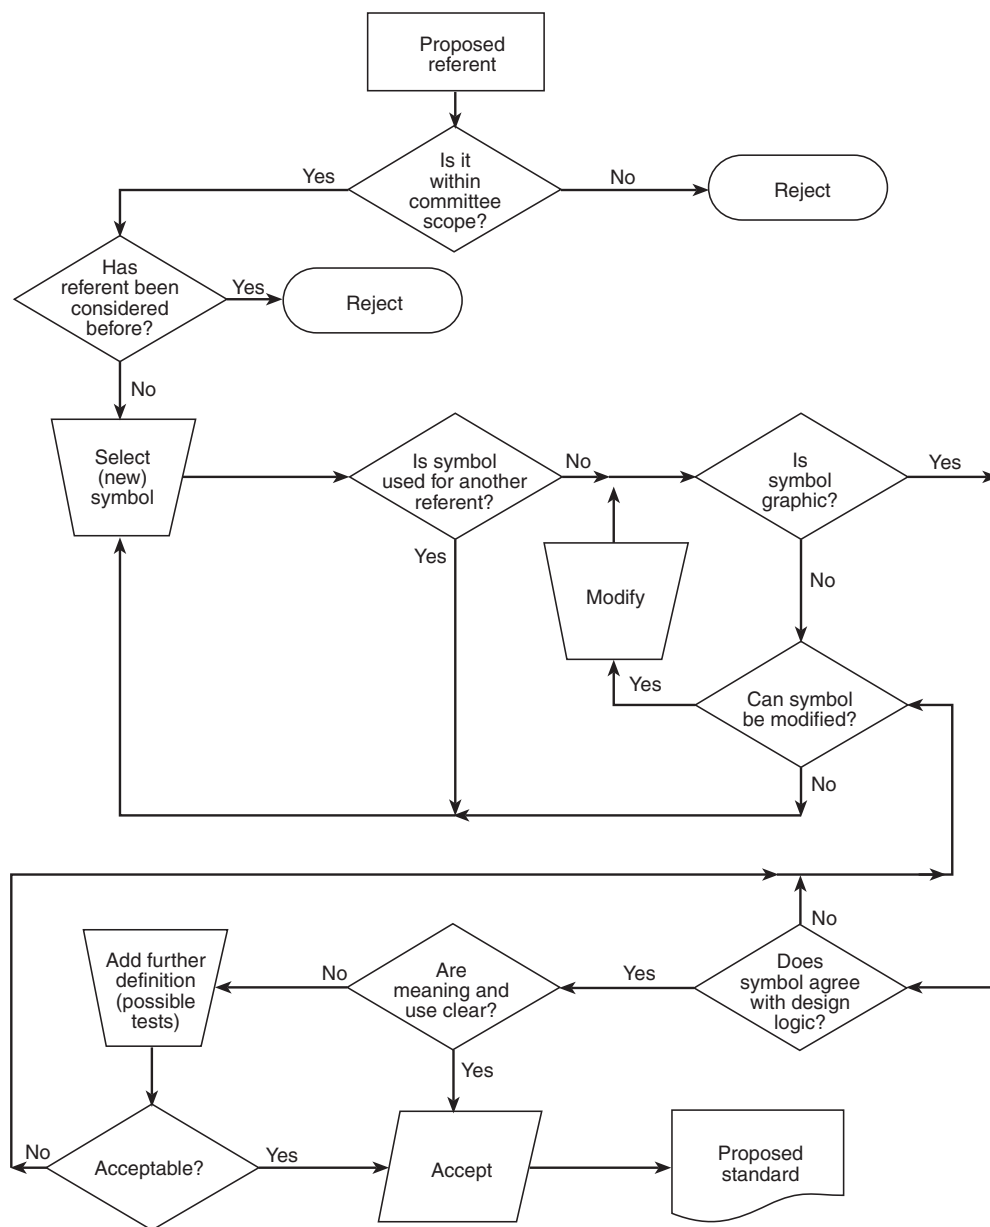 Proposed
referent
Is it
within
committee
scope?
Yes
No
Reject
Has
referent been
considered
before?
Yes
Reject
No
Select
(new)
symbol
Is symbol
used for another
referent?
No
Is
symbol
graphic?
Yes
Yes
No
Modify
Can symbol
be modified?
Yes
No
No
Does
symbol agree
with design
logic?
Yes
Are
meaning and
use clear?
No
Add further
definition
(possible
tests)
Yes
Acceptable?
No
Yes
Accept
Proposed
standard